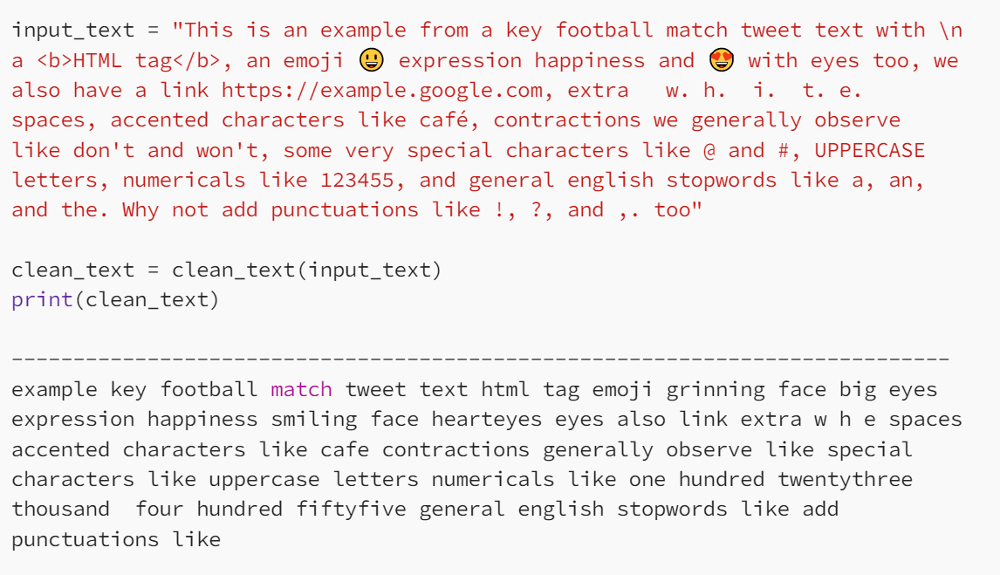 input_text = "This is an example from a key football match tweet text with \n
a <b>HTML tag</b>, an emoji 😃 expression happiness and 😍 with eyes too, we
also have a link https://example.google.com, extra   w. h.  i.  t. e.
spaces, accented characters like café, contractions we generally observe
like don't and won't, some very special characters like @ and #, UPPERCASE
letters, numericals like 123455, and general english stopwords like a, an,
and the. Why not add punctuations like !, ?, and ,. too"
clean_text = clean_text(input_text)
print(clean_text)
----------------------------------------------------------------------------
example key football match tweet text html tag emoji grinning face big eyes
expression happiness smiling face hearteyes eyes also link extra w h e spaces
accented characters like cafe contractions generally observe like special
characters like uppercase letters numericals like one hundred twentythree
thousand  four hundred fiftyfive general english stopwords like add
punctuations like